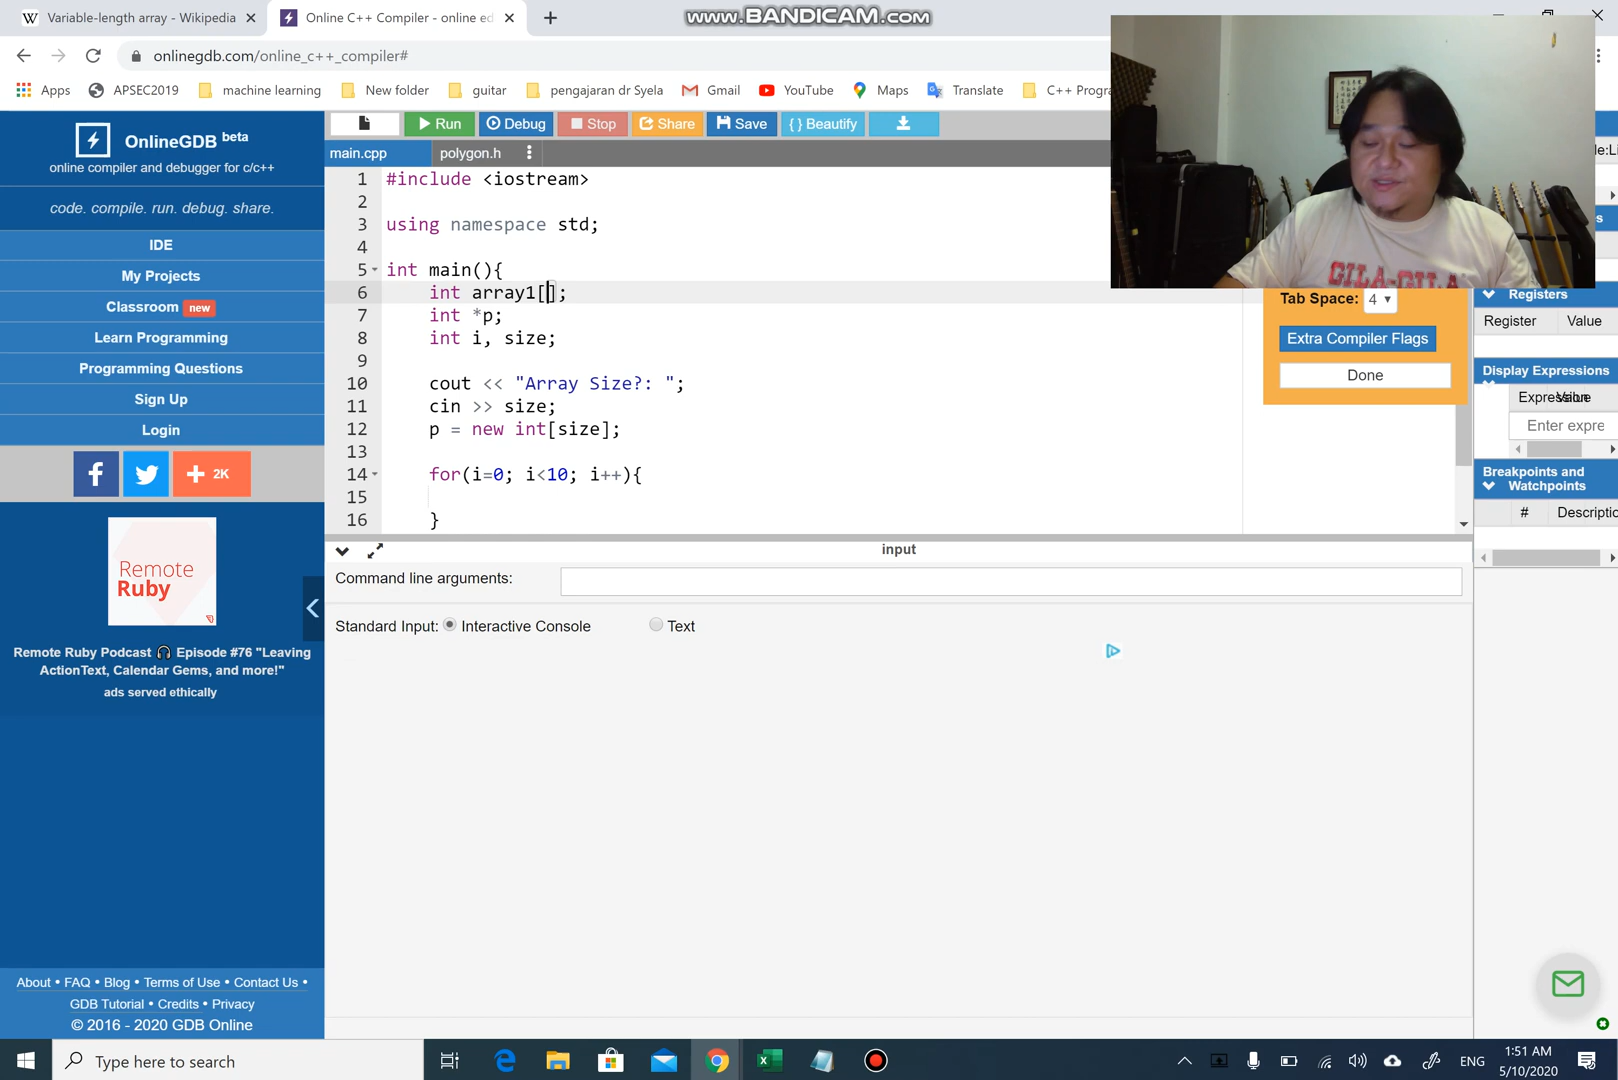 Variable-length array - Wikipedia
Online C++ Compiler - online ed
www.BANDICAM.com
onlinegdb.com/online_c++_compiler#
Apps
APSEC2019
machine learning
New folder
guitar
pengajaran dr Syela
Gmail
YouTube
Maps
Translate
C++ Progra
OnlineGDB beta
online compiler and debugger for c/c++
code. compile. run. debug. share.
IDE
My Projects
Classroom new
Learn Programming
Programming Questions
Sign Up
Login
2K
Remote
Ruby
Remote Ruby Podcast 🎧 Episode #76 "Leaving
ActionText, Calendar Gems, and more!"
ads served ethically
About • FAQ • Blog • Terms of Use • Contact Us •
GDB Tutorial • Credits • Privacy
© 2016 - 2020 GDB Online
Run
Debug
Stop
Share
Save
{ } Beautify
main.cpp
polygon.h
1 #include <iostream>
2
3 using namespace std;
4
5 int main(){
6 int array1[];
7 int *p;
8 int i, size;
9
10 cout << "Array Size?: ";
11 cin >> size;
12 p = new int[size];
13
14 for(i=0; i<10; i++){
15
16 }
input
Command line arguments:
Standard Input:
Interactive Console
Text
GILA-GILA
Tab Space: 4
Extra Compiler Flags
Done
Registers
Register
Value
Display Expressions
Expression
Value
Enter expre
Breakpoints and
Watchpoints
#
Descriptio
Type here to search
ENG
1:51 AM
5/10/2020